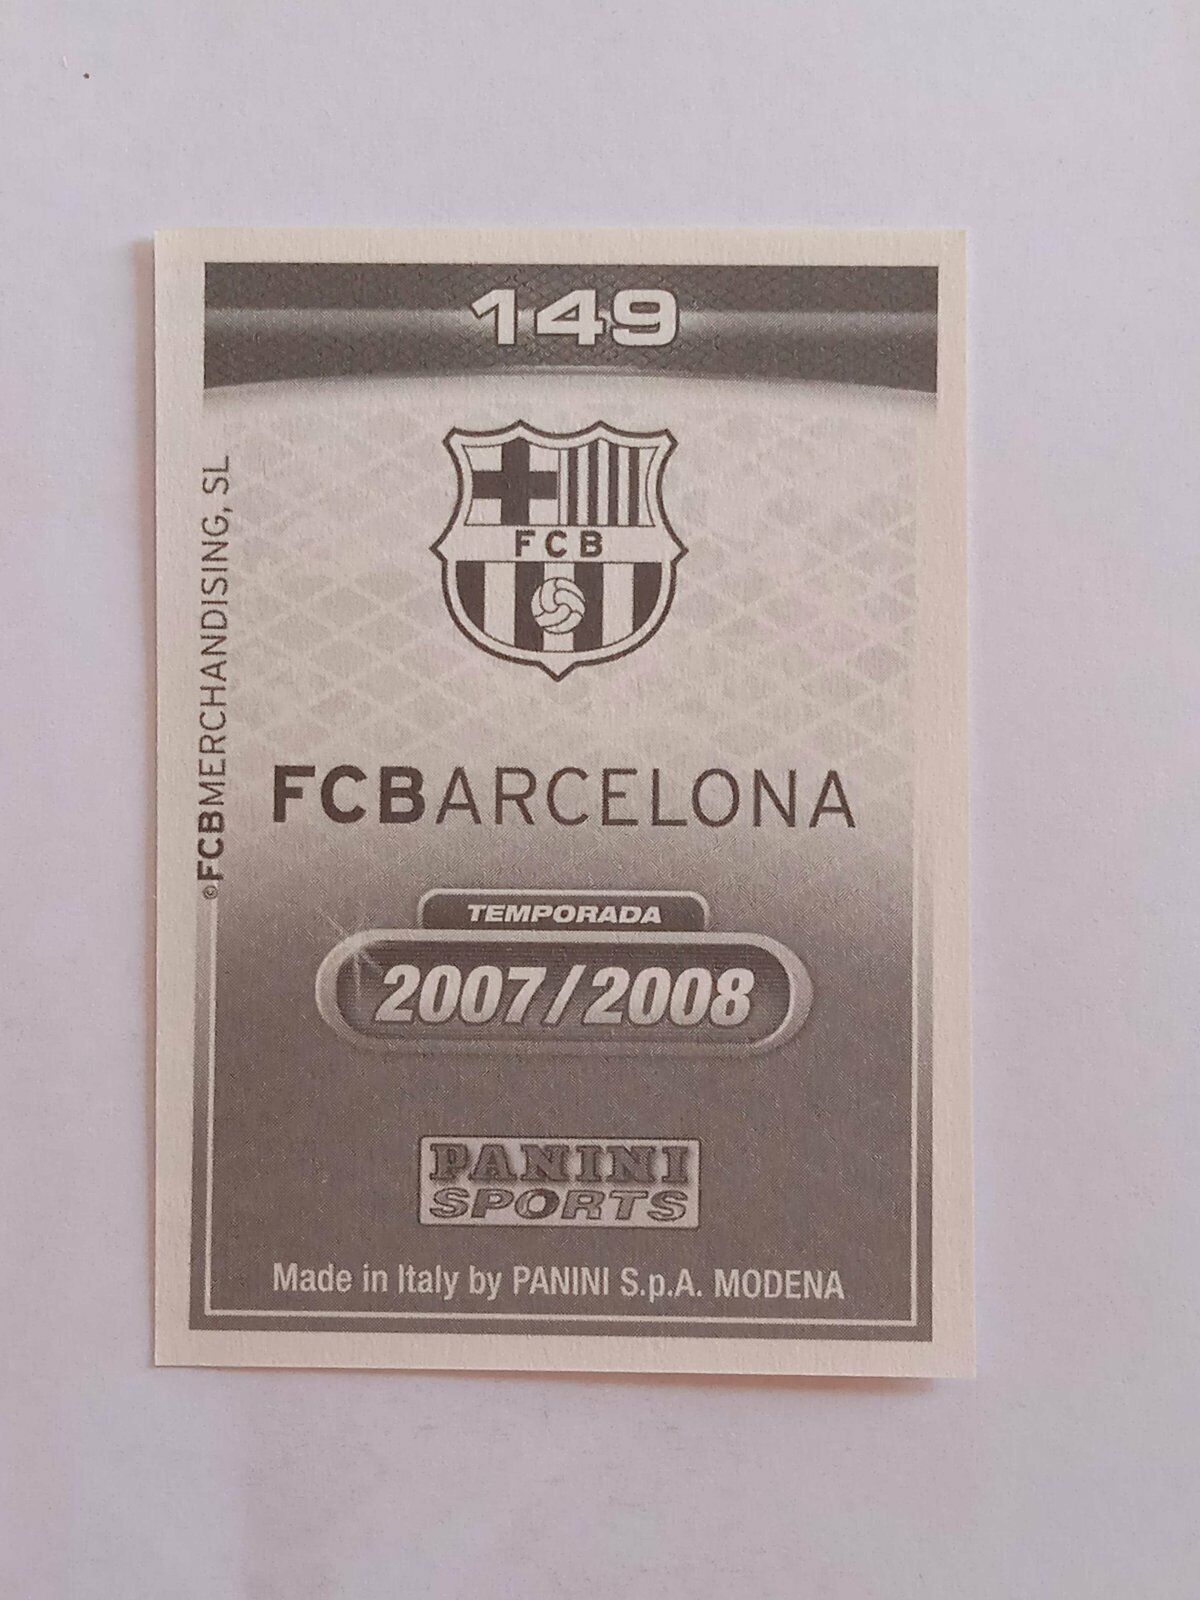 149
FCB
©FCBMERCHANDISING, SL
FCBARCELONA
TEMPORADA
2007/2008
PANINI
SPORTS
Made in Italy by PANINI S.p.A. MODENA